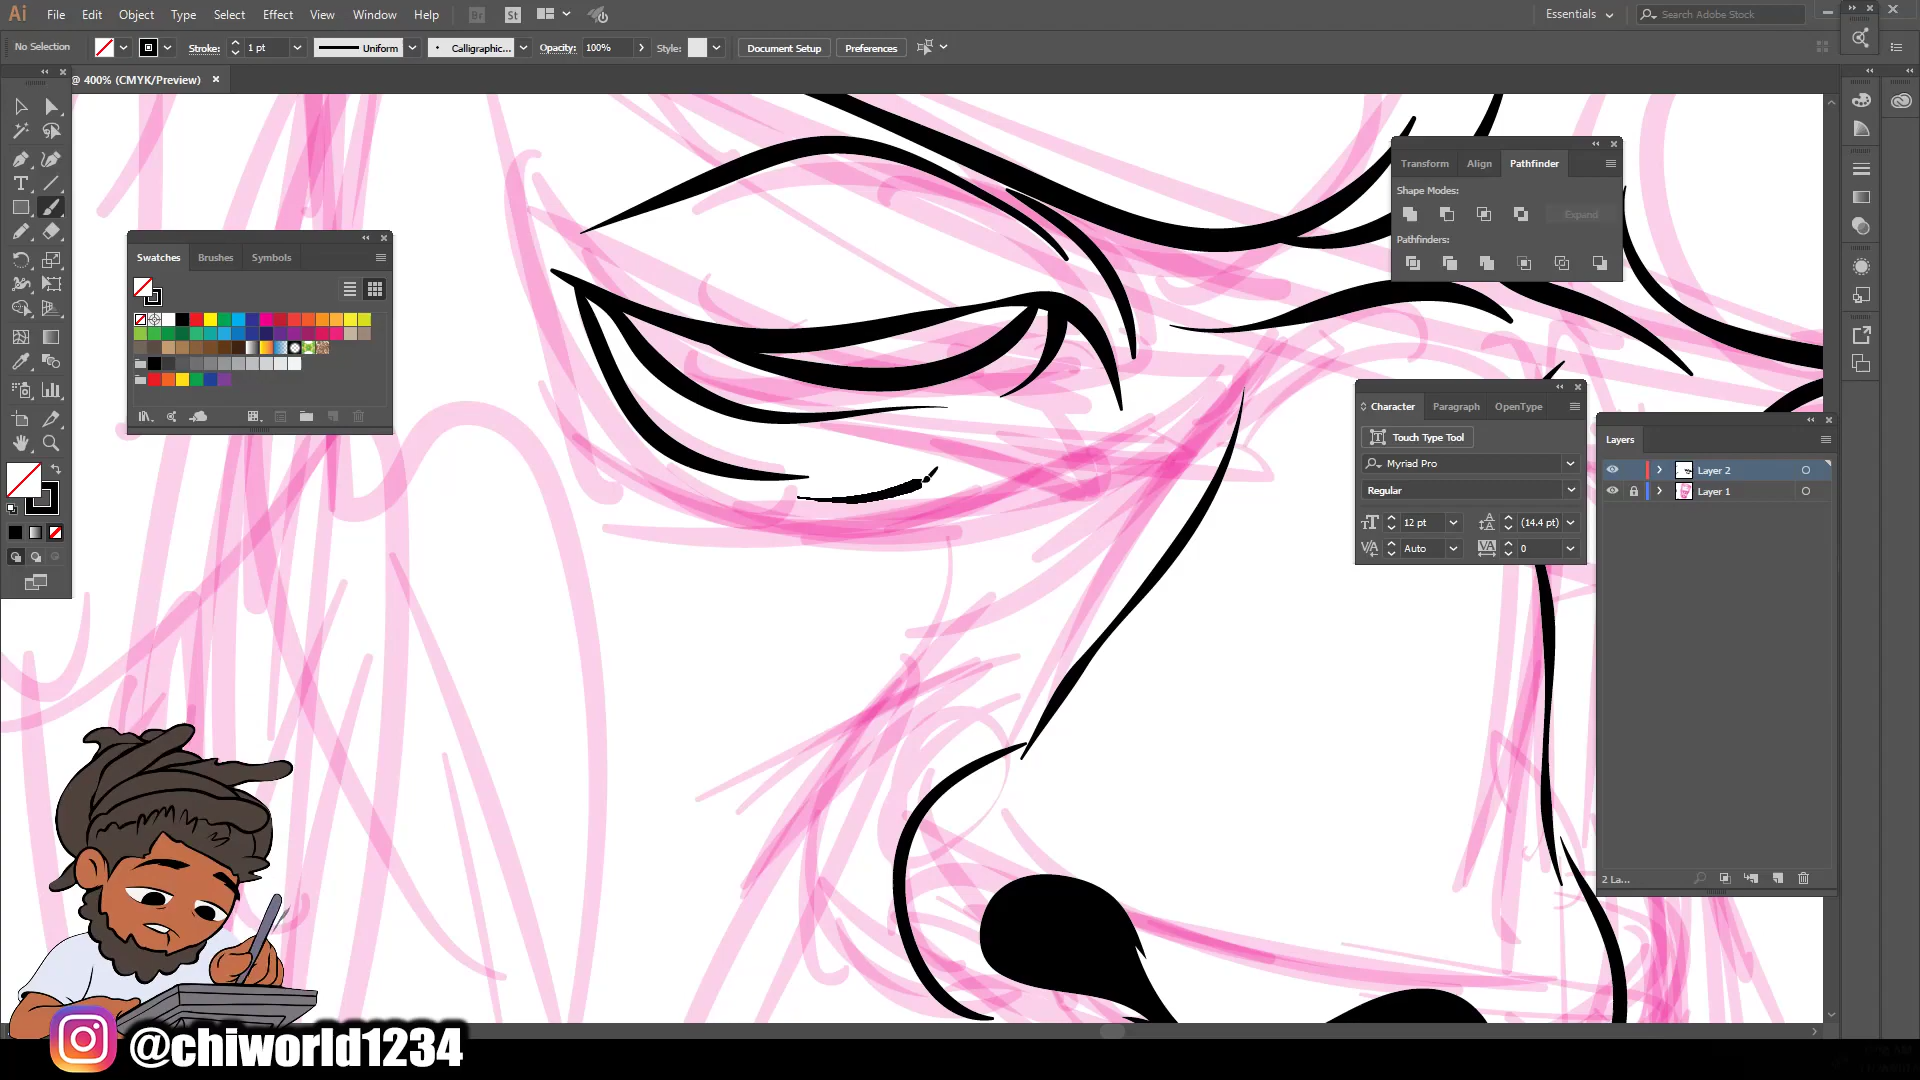 Ai File Edit Object Type Select Effect View Window Help Br St Essentials Search Adobe Stock
No Selection Stroke: 1 pt Uniform Calligraphic... Opacity: 100% Style: Document Setup Preferences
@ 400% (CMYK/Preview)
Transform Align Pathfinder
Shape Modes:
Expand
Pathfinders:
Swatches Brushes Symbols
Character Paragraph OpenType
Touch Type Tool
Myriad Pro
Regular
12 pt (14.4 pt)
Auto 0
Layers
Layer 2
Layer 1
2 La...
@chiworld1234